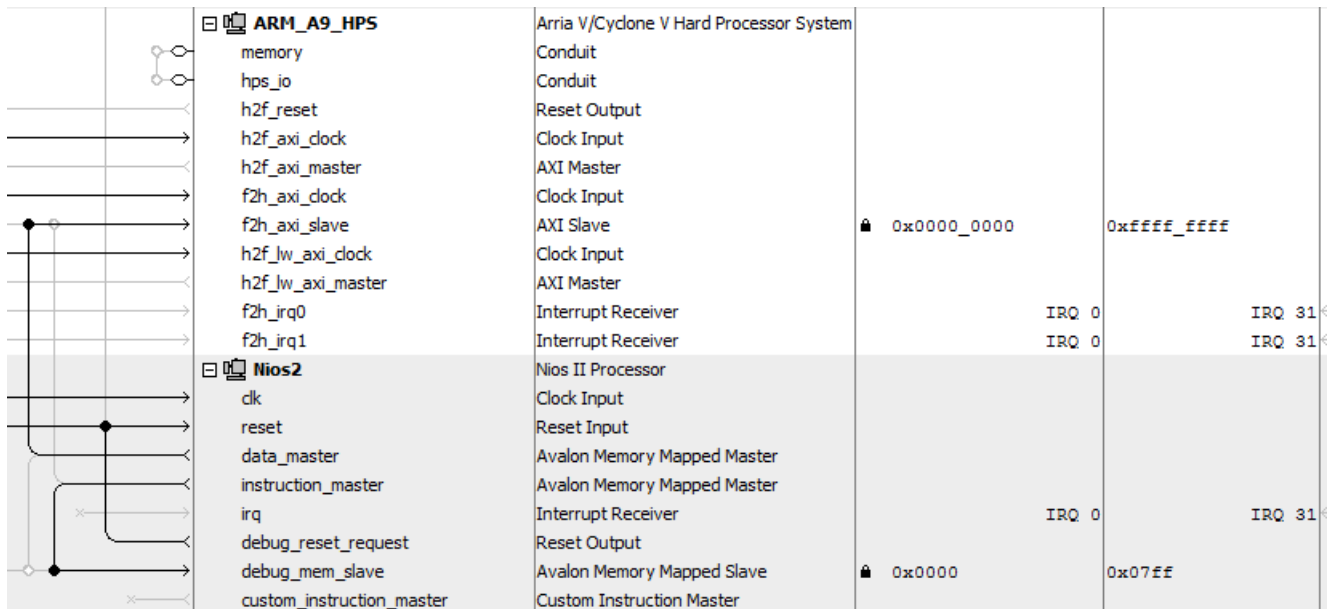 ARM_A9_HPS Arria V/Cyclone V Hard Processor System
memory Conduit
hps_io Conduit
h2f_reset Reset Output
h2f_axi_clock Clock Input
h2f_axi_master AXI Master
f2h_axi_clock Clock Input
f2h_axi_slave AXI Slave 0x0000_0000 0xffff_ffff
h2f_lw_axi_clock Clock Input
h2f_lw_axi_master AXI Master
f2h_irq0 Interrupt Receiver IRQ 0 IRQ 31
f2h_irq1 Interrupt Receiver IRQ 0 IRQ 31
Nios2 Nios II Processor
clk Clock Input
reset Reset Input
data_master Avalon Memory Mapped Master
instruction_master Avalon Memory Mapped Master
irq Interrupt Receiver IRQ 0 IRQ 31
debug_reset_request Reset Output
debug_mem_slave Avalon Memory Mapped Slave 0x0000 0x07ff
custom_instruction_master Custom Instruction Master